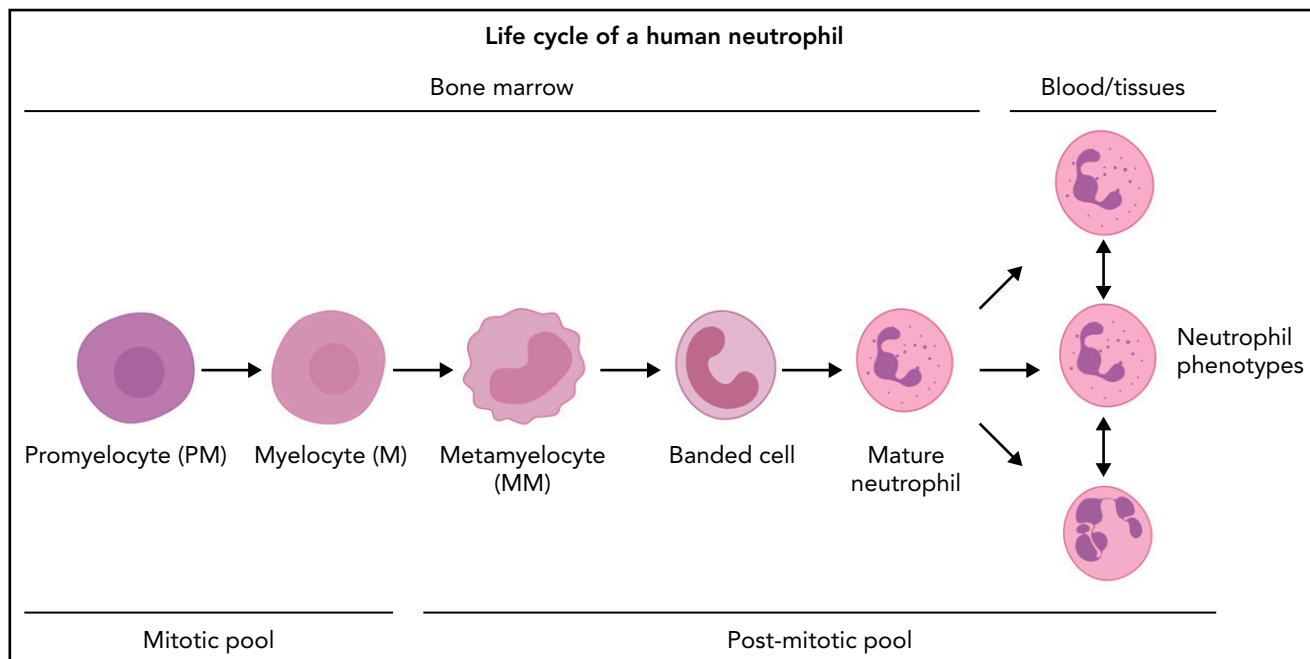 Life cycle of a human neutrophil
Bone marrow
Blood/tissues
Neutrophil
phenotypes
Promyelocyte (PM)
Myelocyte (M)
Metamyelocyte
(MM)
Banded cell
Mature
neutrophil
Mitotic pool
Post-mitotic pool